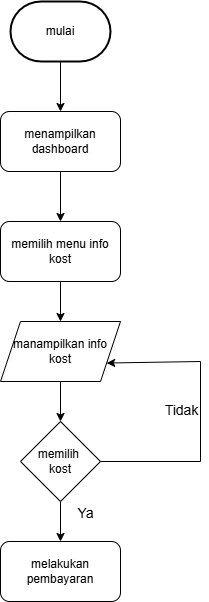 mulai
menampilkan
dashboard
memilih menu info
kost
manampilkan info
kost
memilih
kost
Tidak
Ya
melakukan
pembayaran